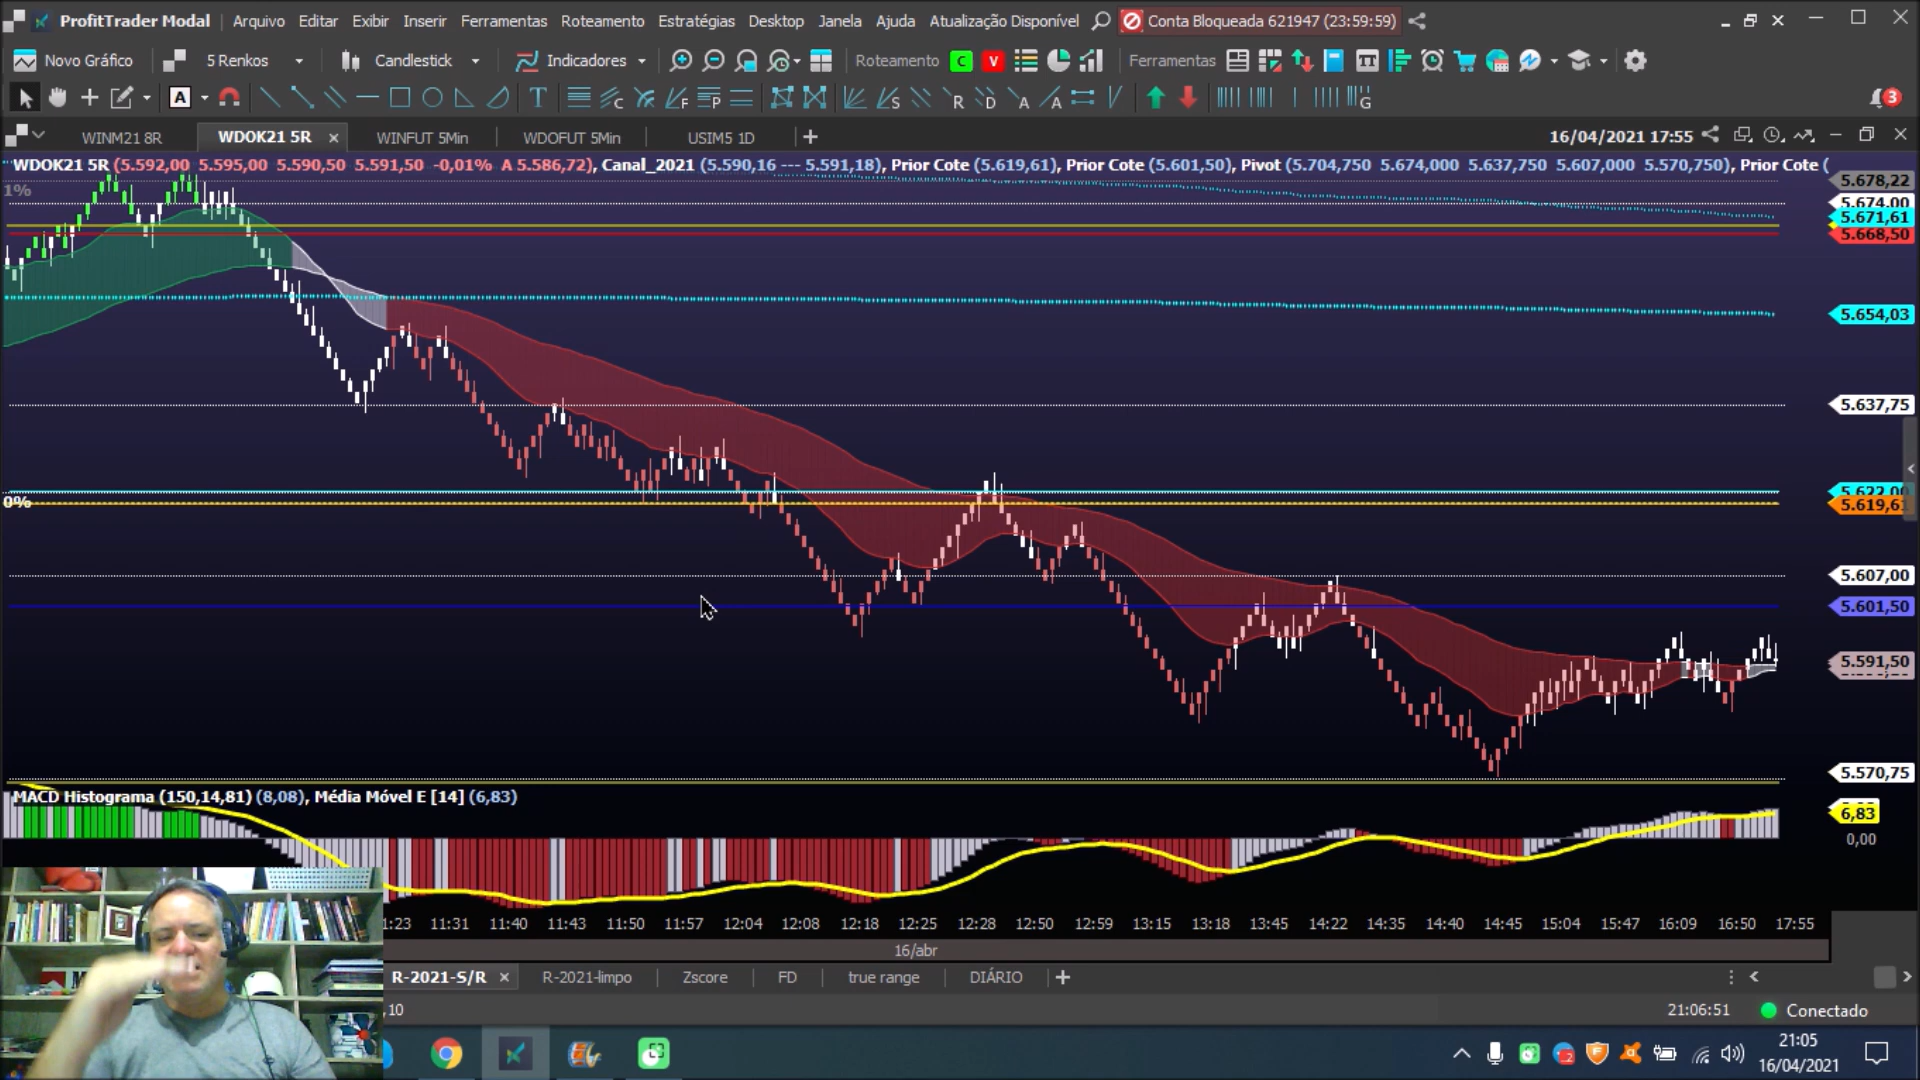 ProfitTrader Modal Arquivo Editar Exibir Inserir Ferramentas Roteamento Estratégias Desktop Janela Ajuda Atualização Disponível Conta Bloqueada 621947 (23:59:59)
Novo Gráfico 5 Renkos Candlestick Indicadores Roteamento C V Ferramentas
A T C F P S R D A A G 3
WINM21 8R WDOK21 5R WINFUT 5Min WDOFUT 5Min USIM5 1D 16/04/2021 17:55
WDOK21 5R (5.592,00 5.595,00 5.590,50 5.591,50 -0,01% A 5.586,72), Canal_2021 (5.590,16 --- 5.591,18), Prior Cote (5.619,61), Prior Cote (5.601,50), Pivot (5.704,750 5.674,000 5.637,750 5.607,000 5.570,750), Prior Cote (
1%
5.678,22
5.674,00
5.671,61
5.668,50
5.654,03
5.637,75
5.622,00
0%
5.619,61
5.607,00
5.601,50
5.591,50
5.570,75
MACD Histograma (150,14,81) (8,08), Média Móvel E [14] (6,83)
6,83
0,00
1:23 11:31 11:40 11:43 11:50 11:57 12:04 12:08 12:18 12:25 12:28 12:50 12:59 13:15 13:18 13:45 14:22 14:35 14:40 14:45 15:04 15:47 16:09 16:50 17:55
16/abr
R-2021-S/R R-2021-limpo Zscore FD true range DIÁRIO
,10 21:06:51 Conectado
21:05
16/04/2021